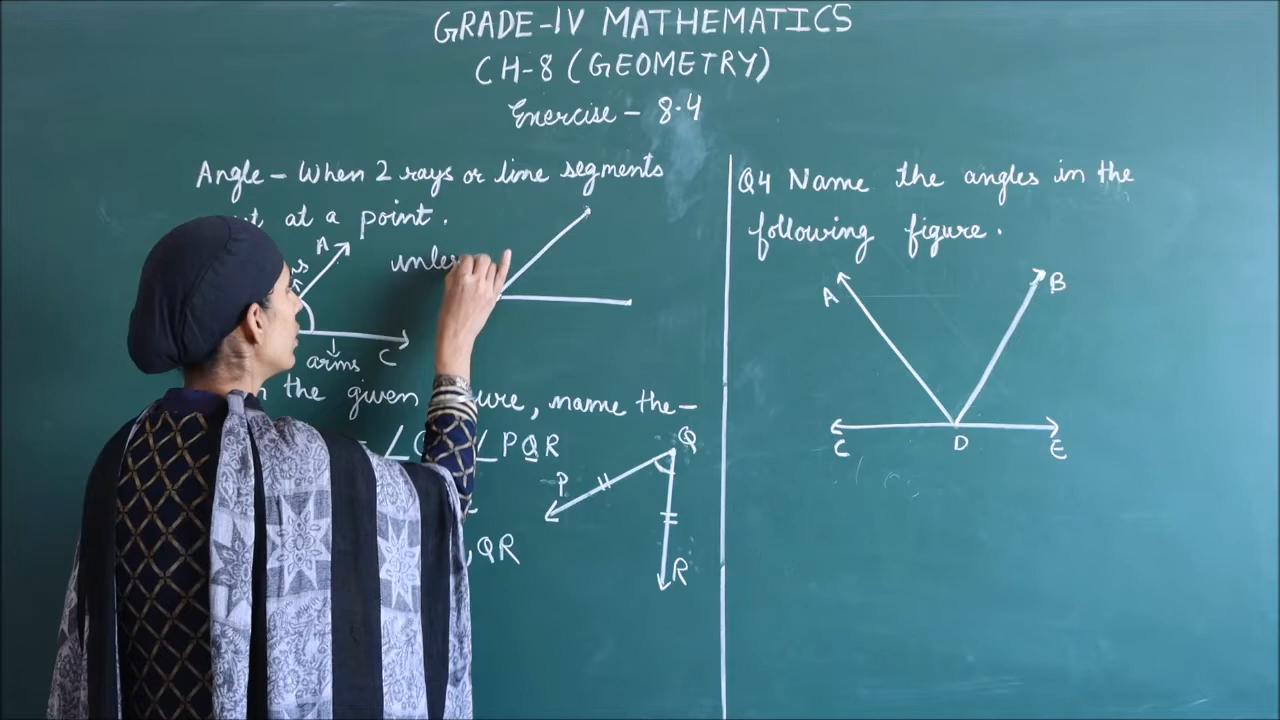 GRADE-IV MATHEMATICS
CH-8 (GEOMETRY)
Exercise - 8.4
Angle - When 2 rays or line segments
at a point.
A
arms
C
the given
, name the-
∠PQR
Q
P
, QR
R
Q4 Name the angles in the
following figure.
A
B
C
D
E